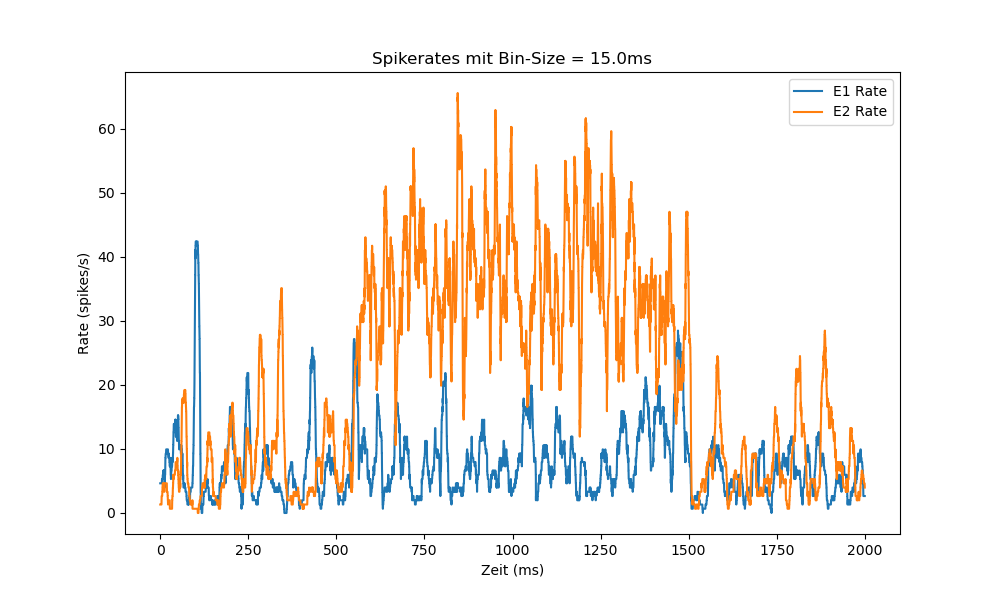 Spikerates mit Bin-Size = 15.0ms
E1 Rate
E2 Rate
60
50
40
30
20
10
0
Rate (spikes/s)
0 250 500 750 1000 1250 1500 1750 2000
Zeit (ms)